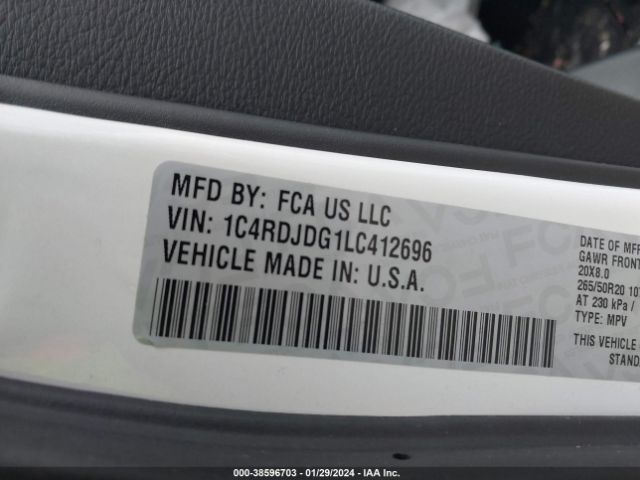 MFD BY: FCA US LLC
VIN: 1C4RDJDG1LC412696
VEHICLE MADE IN: U.S.A.
DATE OF MFR
GAWR FRONT
20X8.0
265/50R20
AT 230 kPa /
TYPE: MPV
THIS VEHICLE
STAND
000-38596703 - 01/29/2024 - IAA Inc.